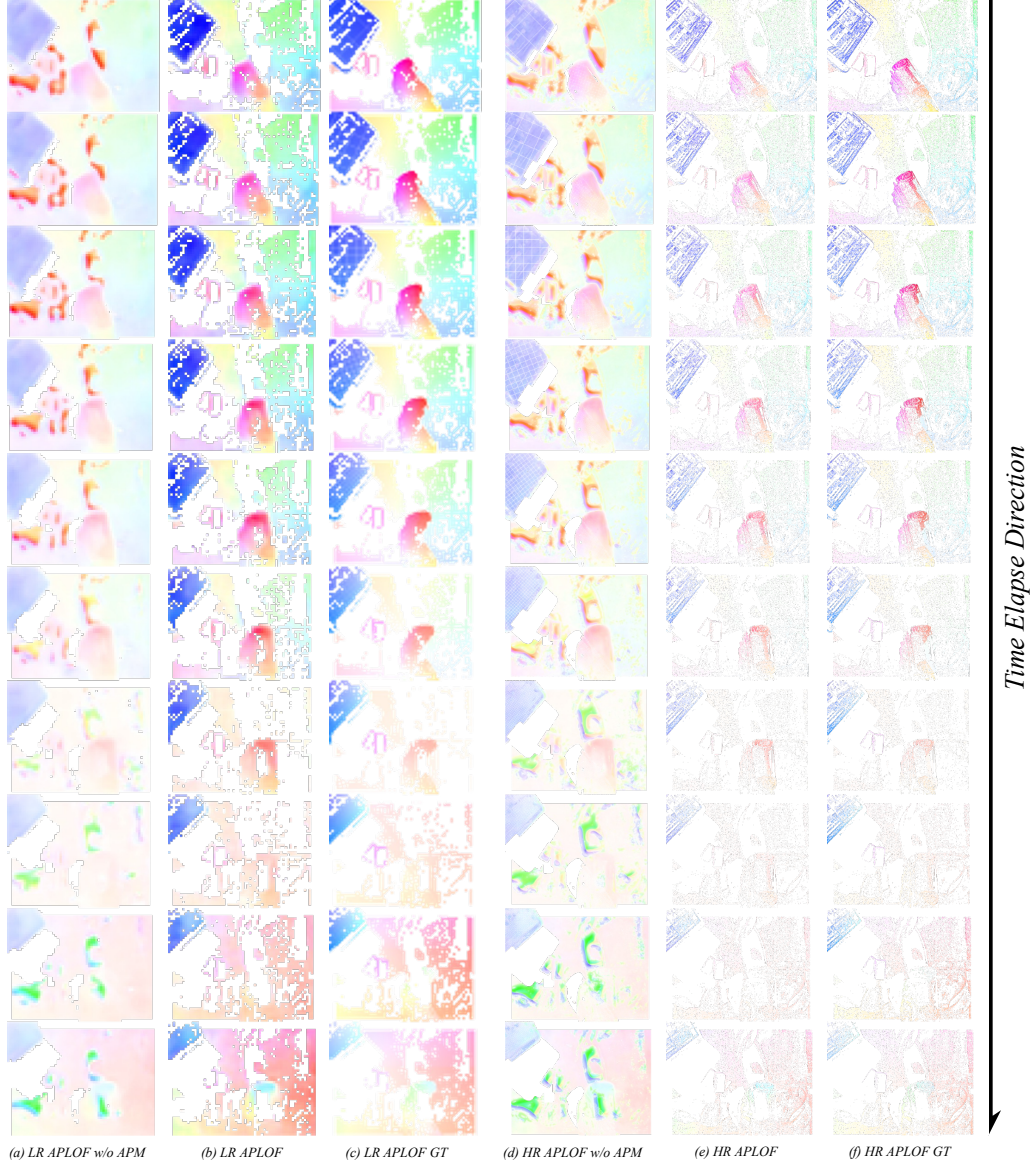 Time Elapse Direction
(a) LR APLOF w/o APM
(b) LR APLOF
(c) LR APLOF GT
(d) HR APLOF w/o APM
(e) HR APLOF
(f) HR APLOF GT